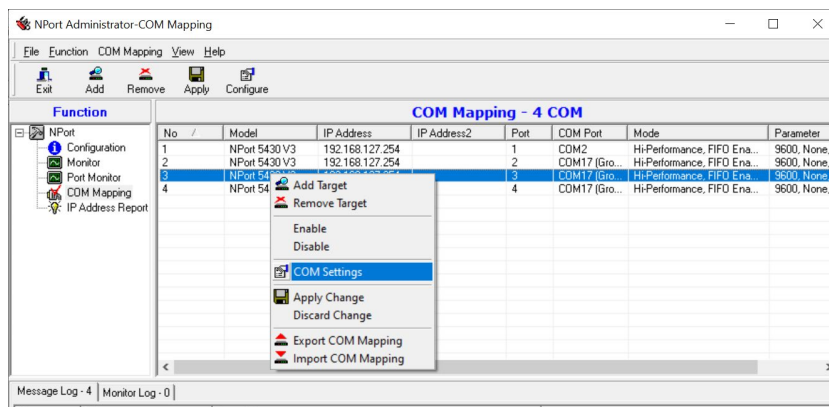 NPort Administrator-COM Mapping
File Function COM Mapping View Help
Exit Add Remove Apply Configure
Function
COM Mapping - 4 COM
NPort
Configuration
Monitor
Port Monitor
COM Mapping
IP Address Report
No Model IP Address IP Address2 Port COM Port Mode Parameter
1 NPort 5430 V3 192.168.127.254 1 COM2 Hi-Performance, FIFO Ena... 9600, None,
2 NPort 5430 V3 192.168.127.254 2 COM17 (Gro... Hi-Performance, FIFO Ena... 9600, None,
3 NPort 5430 V3 192.168.127.254 3 COM17 (Gro... Hi-Performance, FIFO Ena... 9600, None,
4 NPort 54 4 COM17 (Gro... Hi-Performance, FIFO Ena... 9600, None,
Add Target
Remove Target
Enable
Disable
COM Settings
Apply Change
Discard Change
Export COM Mapping
Import COM Mapping
Message Log - 4 Monitor Log - 0